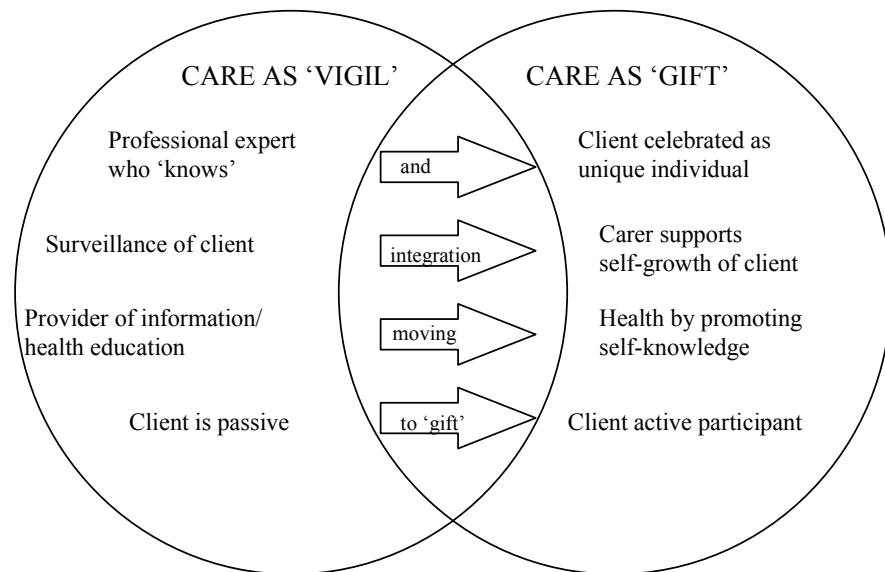 CARE AS ‘VIGIL’
CARE AS ‘GIFT’
Professional expert
who ‘knows’
and
Client celebrated as
unique individual
Surveillance of client
integration
Carer supports
self-growth of client
Provider of information/
health education
moving
Health by promoting
self-knowledge
Client is passive
to ‘gift’
Client active participant